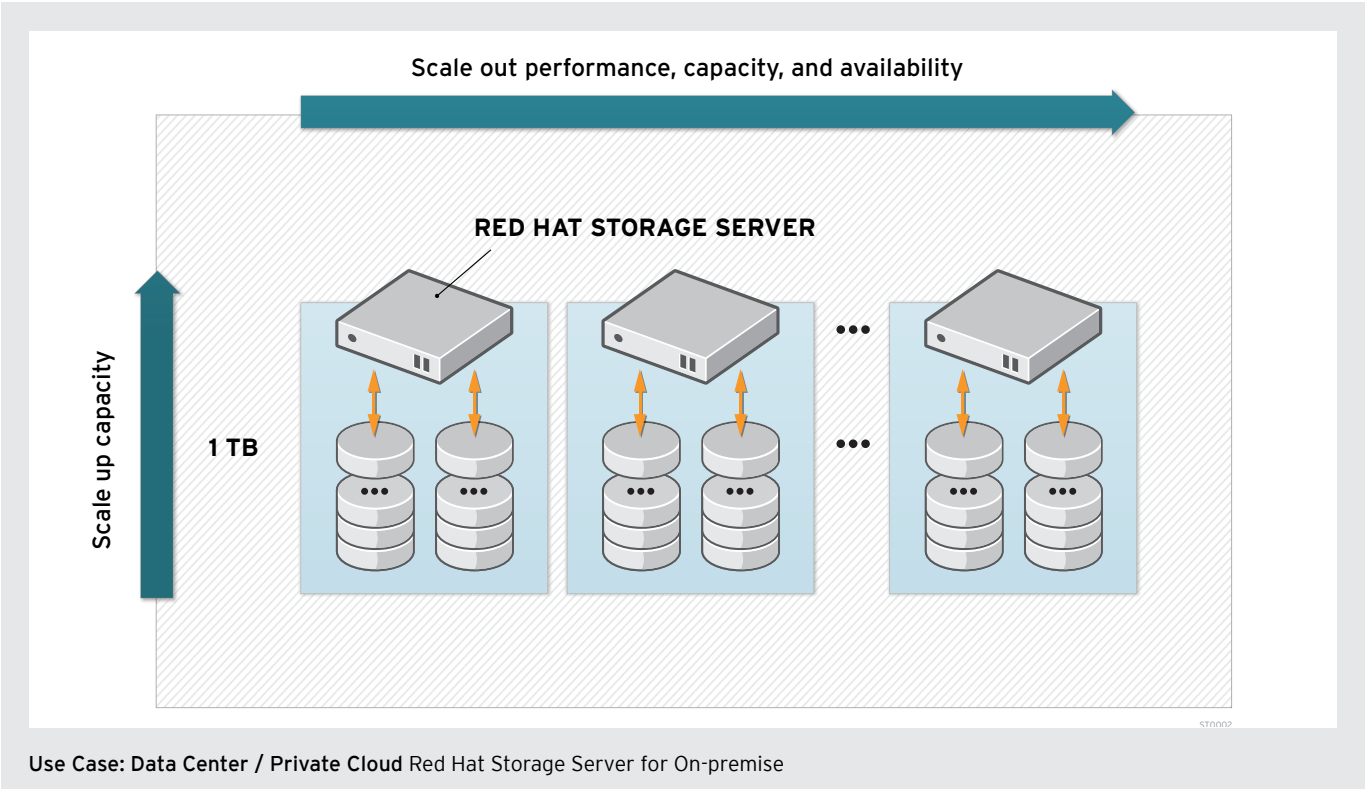 Scale out performance, capacity, and availability
RED HAT STORAGE SERVER
Scale up capacity
1 TB
ST0002
Use Case: Data Center / Private Cloud Red Hat Storage Server for On-premise